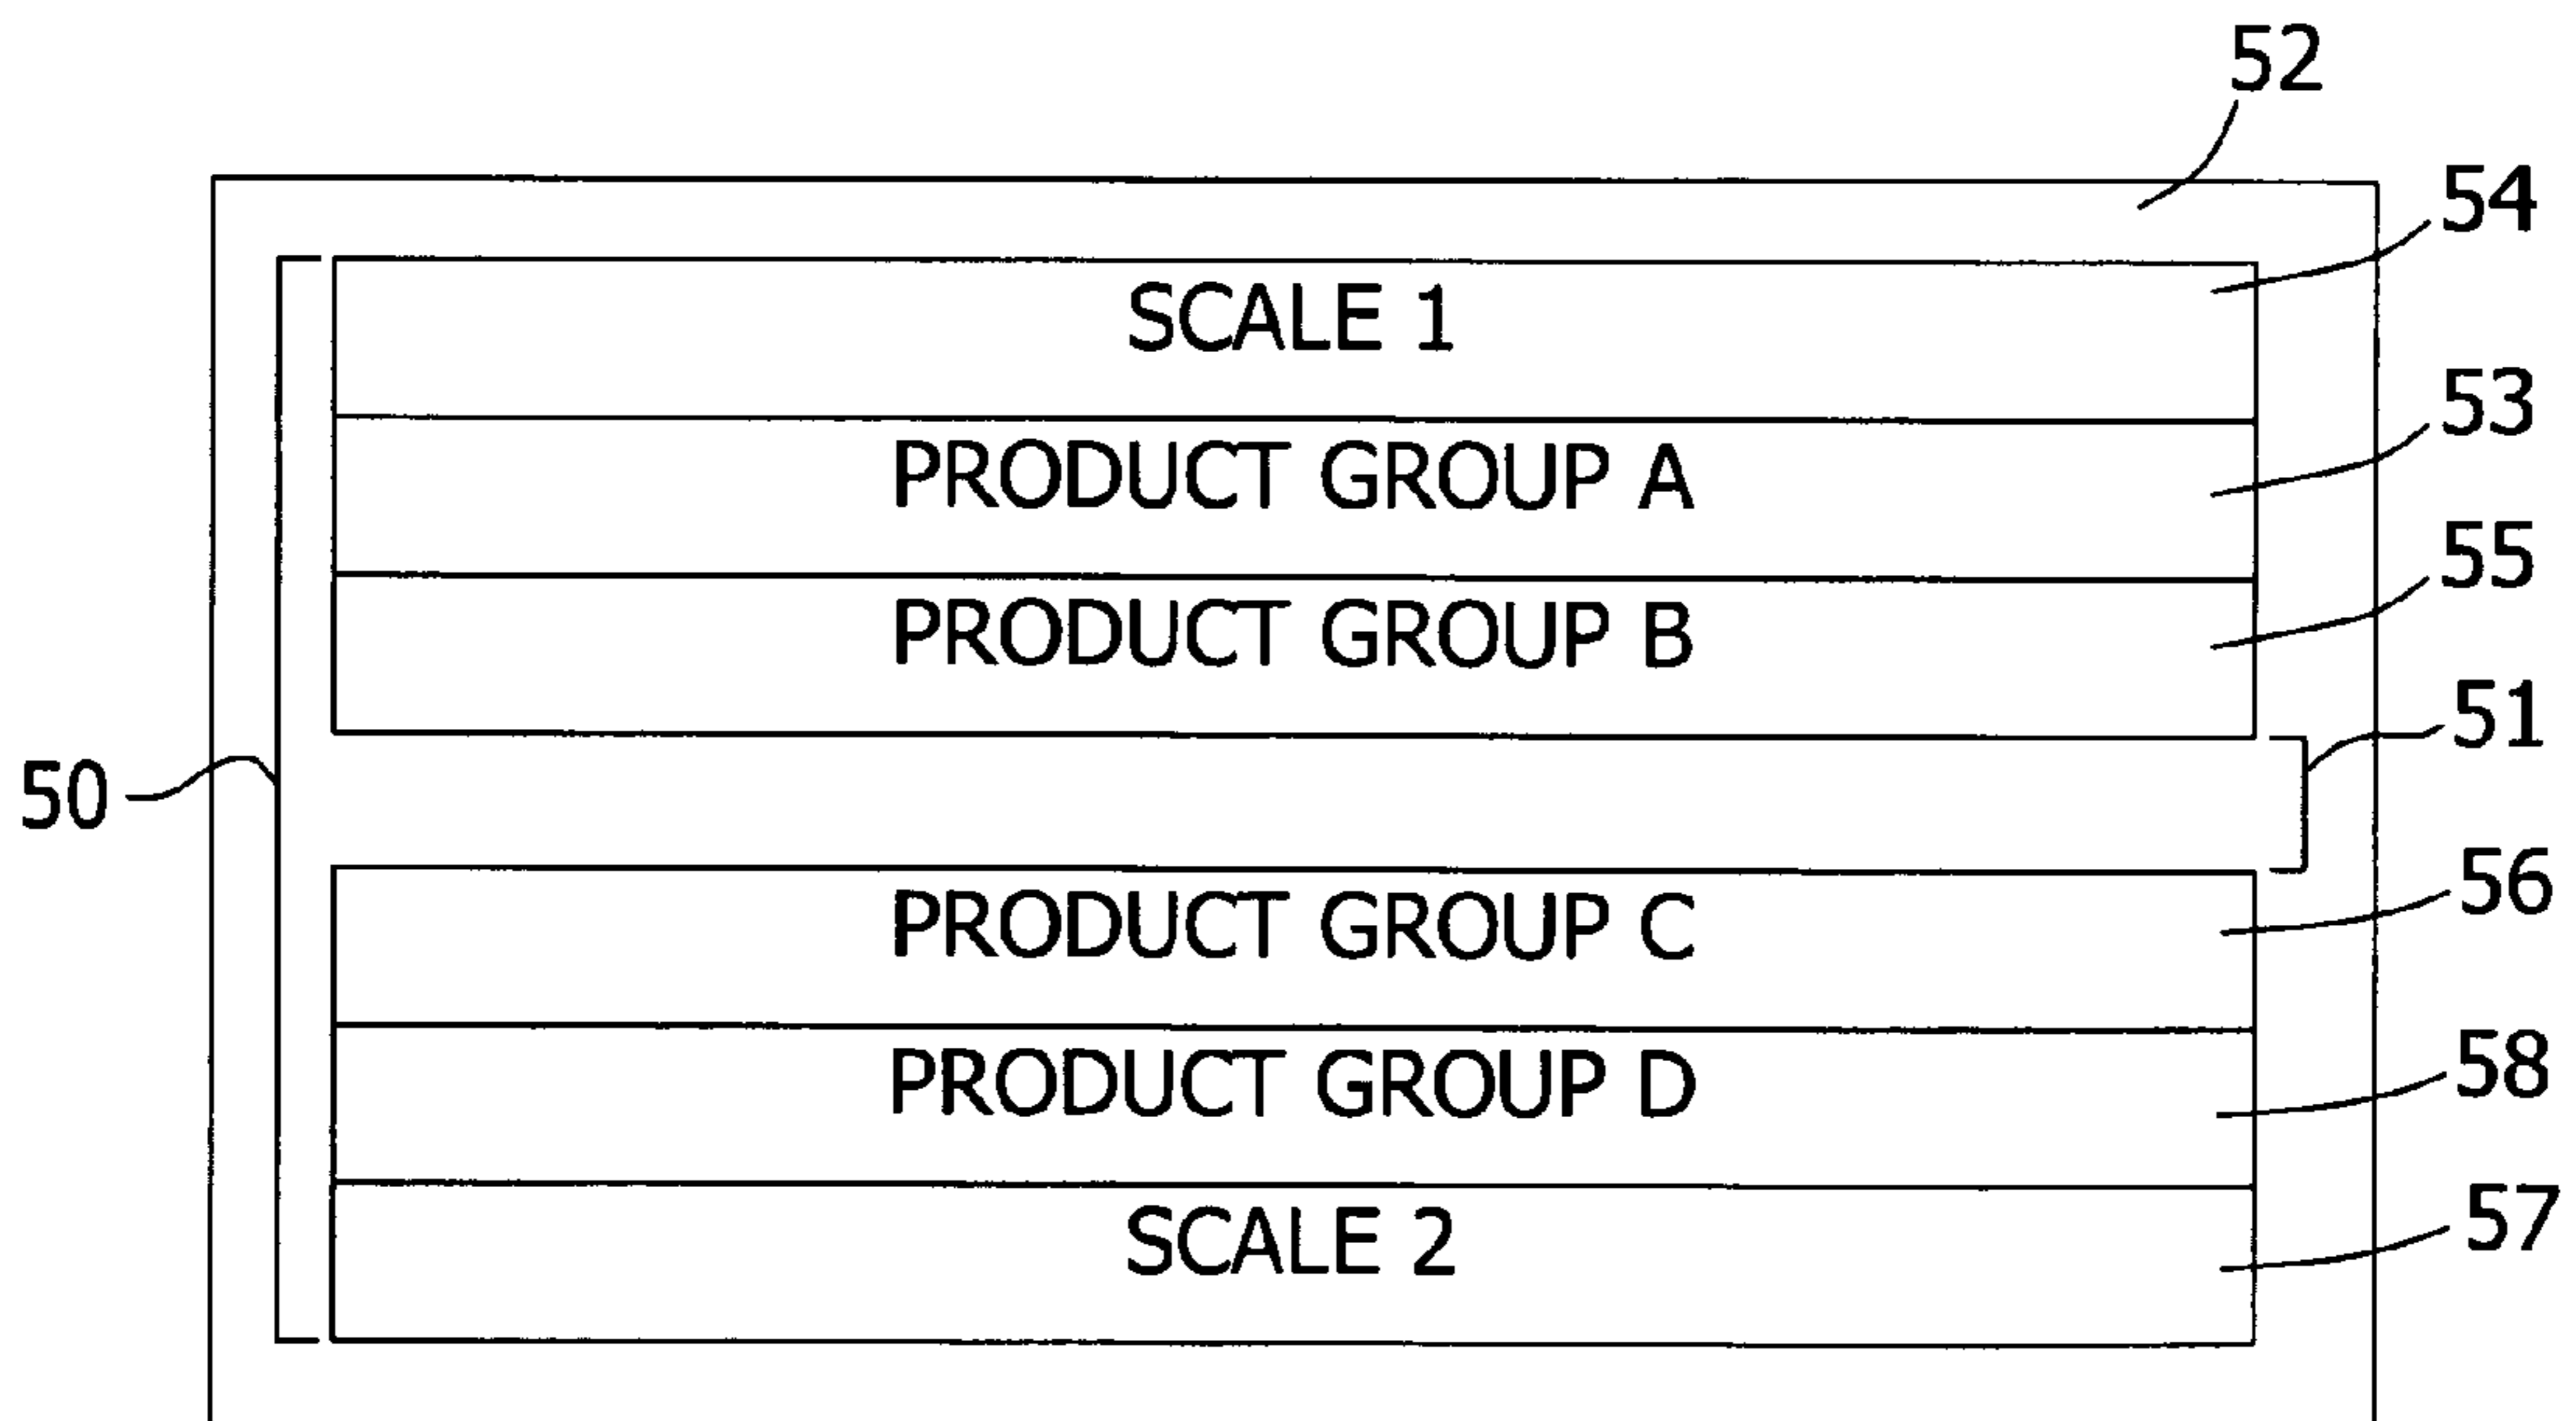 52
54
SCALE 1
53
PRODUCT GROUP A
55
PRODUCT GROUP B
51
50
56
PRODUCT GROUP C
58
PRODUCT GROUP D
57
SCALE 2